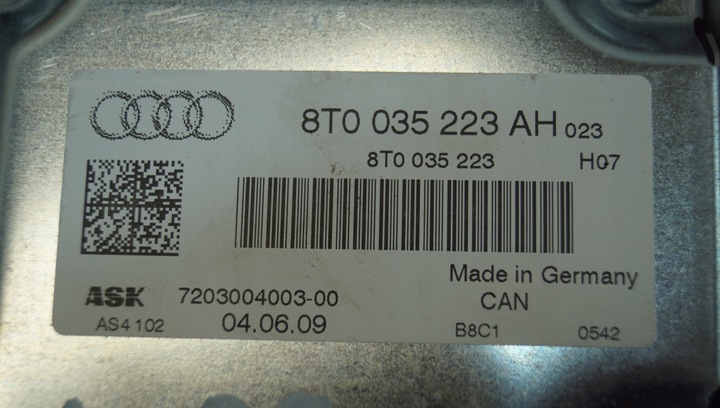 8T0 035 223 AH 023
8T0 035 223 H07
Made in Germany
ASK 7203004003-00 CAN
AS4 102 04.06.09 B8C1 0542